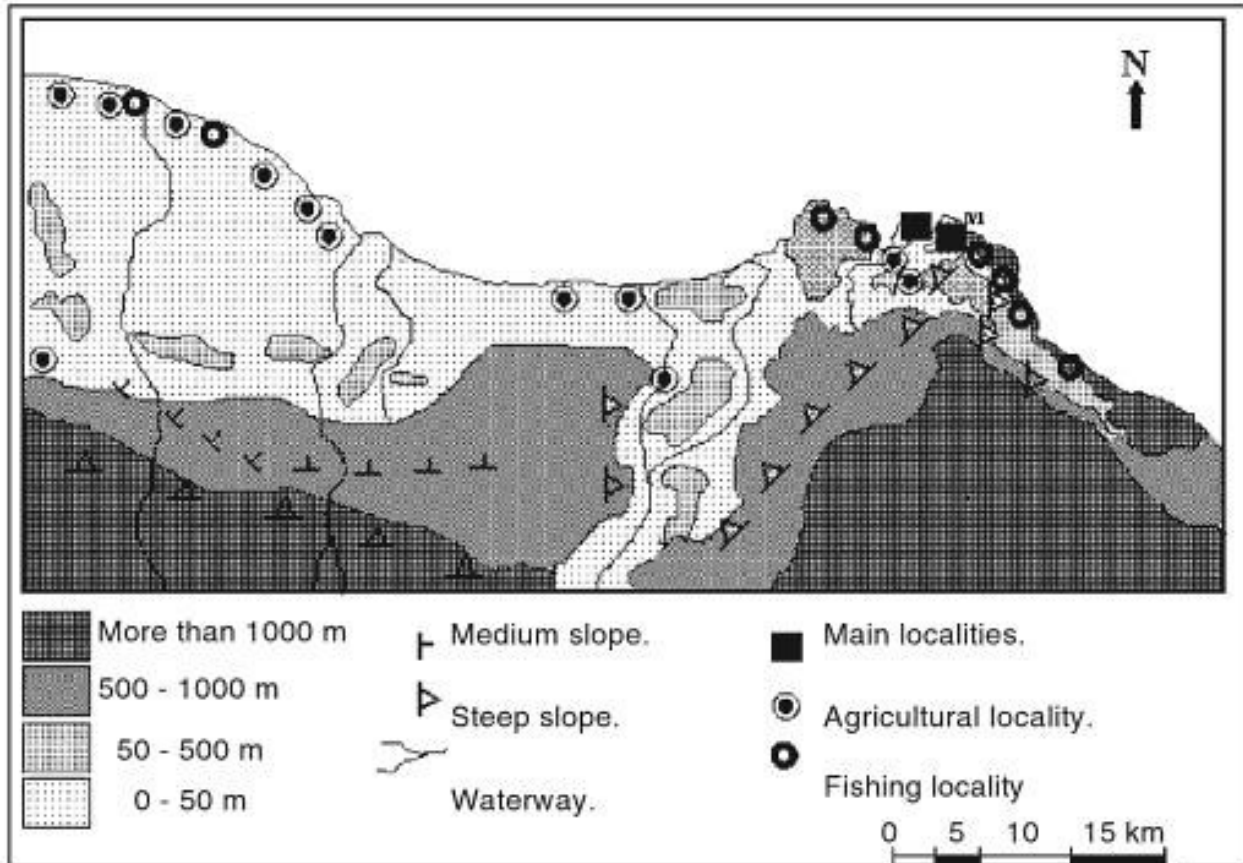 N
M
More than 1000 m
500 - 1000 m
50 - 500 m
0 - 50 m
Medium slope.
Steep slope.
Waterway.
Main localities.
Agricultural locality.
Fishing locality
0 5 10 15 km